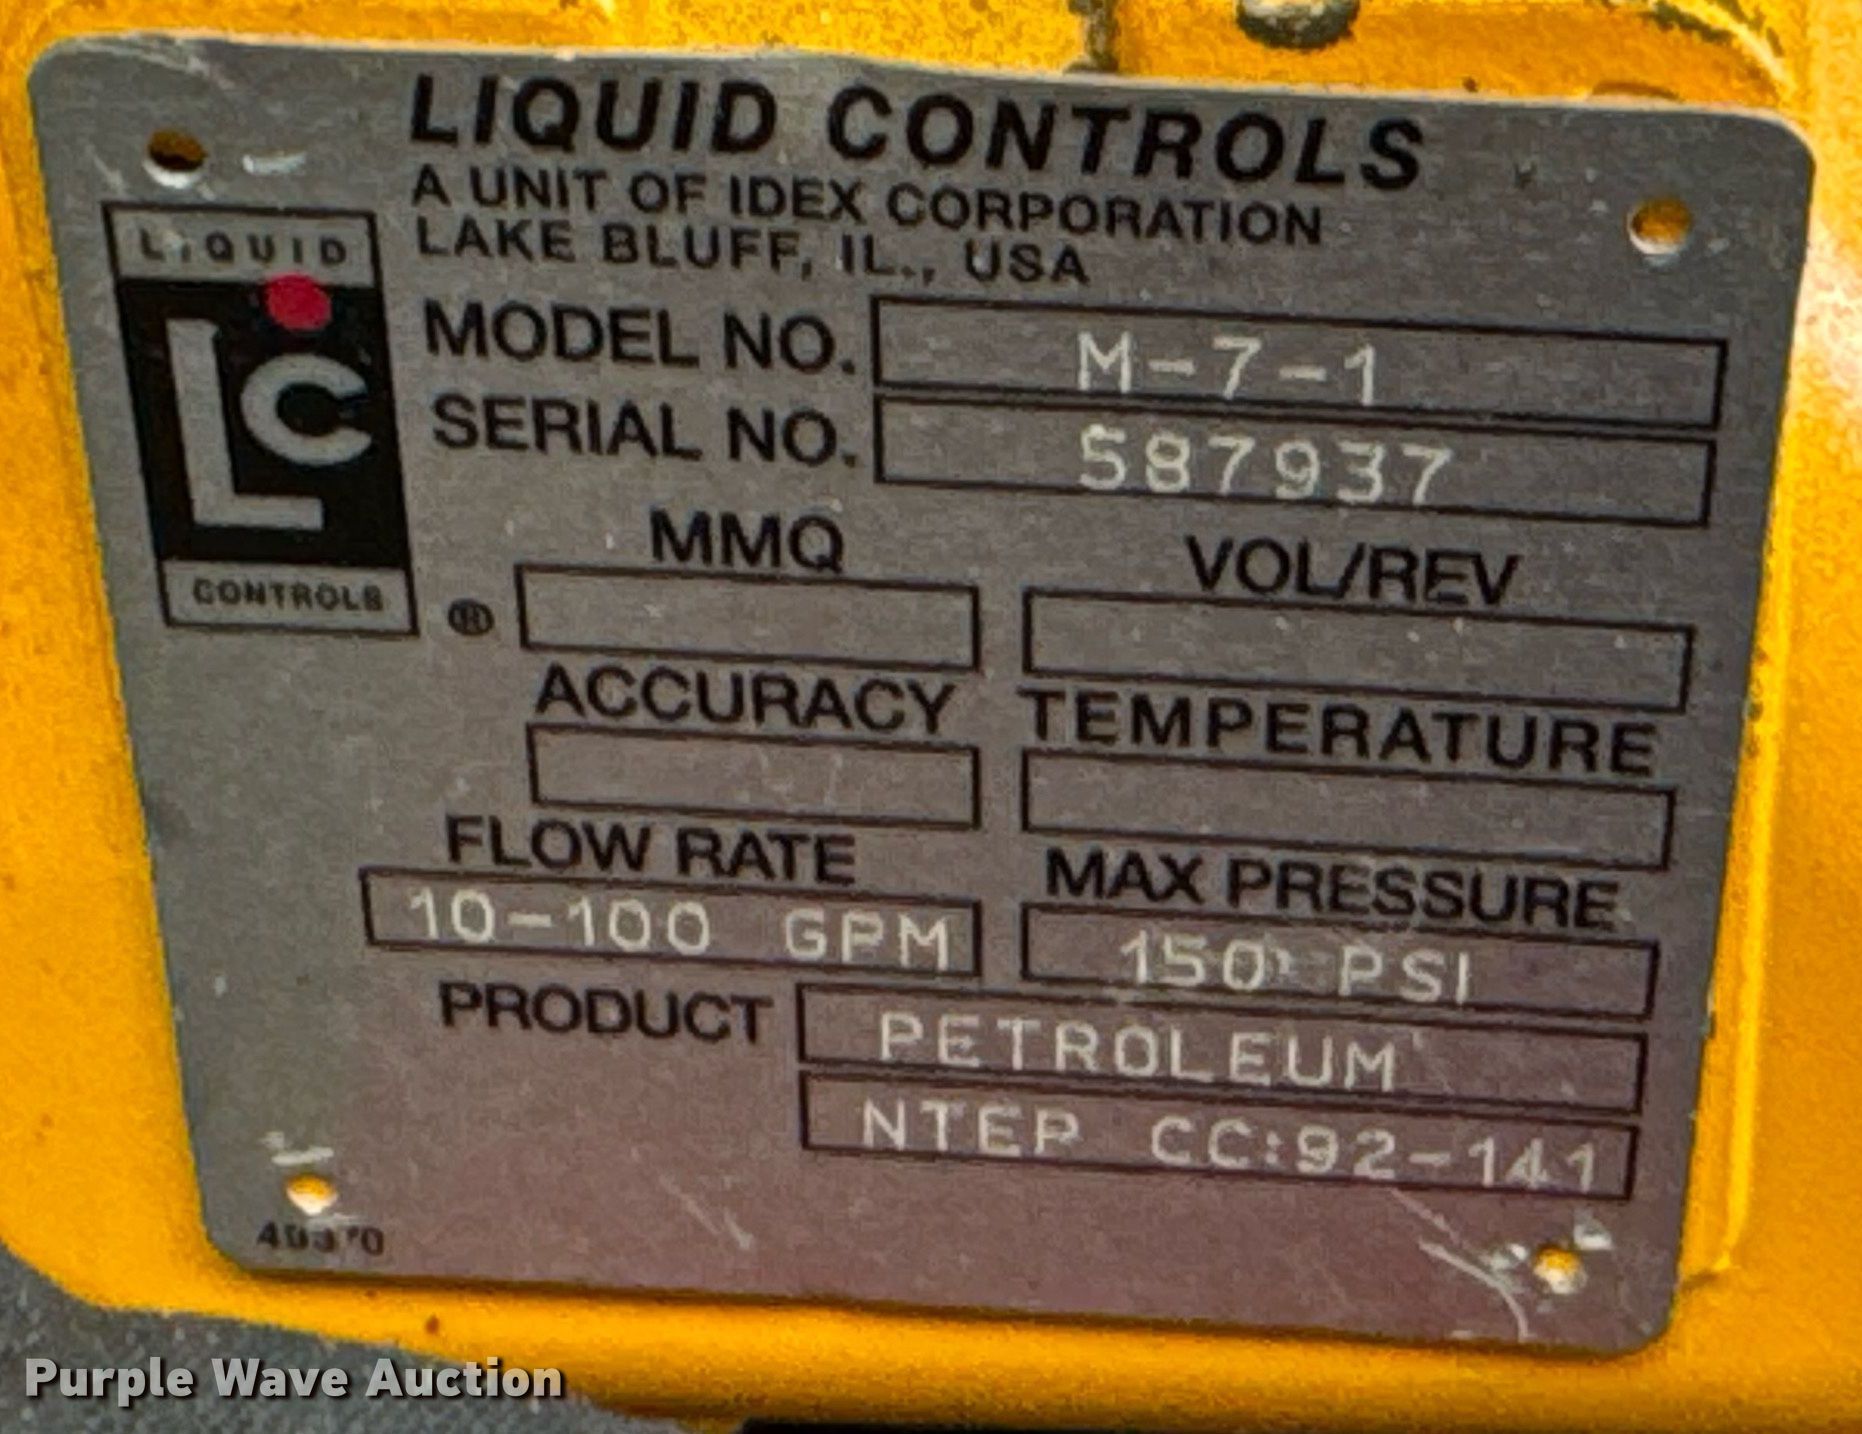 LIQUID CONTROLS
A UNIT OF IDEX CORPORATION
LAKE BLUFF, IL., USA
LIQUID
LC
CONTROLS
®
MODEL NO. M-7-1
SERIAL NO. 587937
MMQ VOL/REV
ACCURACY TEMPERATURE
FLOW RATE MAX PRESSURE
10-100 GPM 150 PSI
PRODUCT PETROLEUM
NTEP CC:92-141
Purple Wave Auction